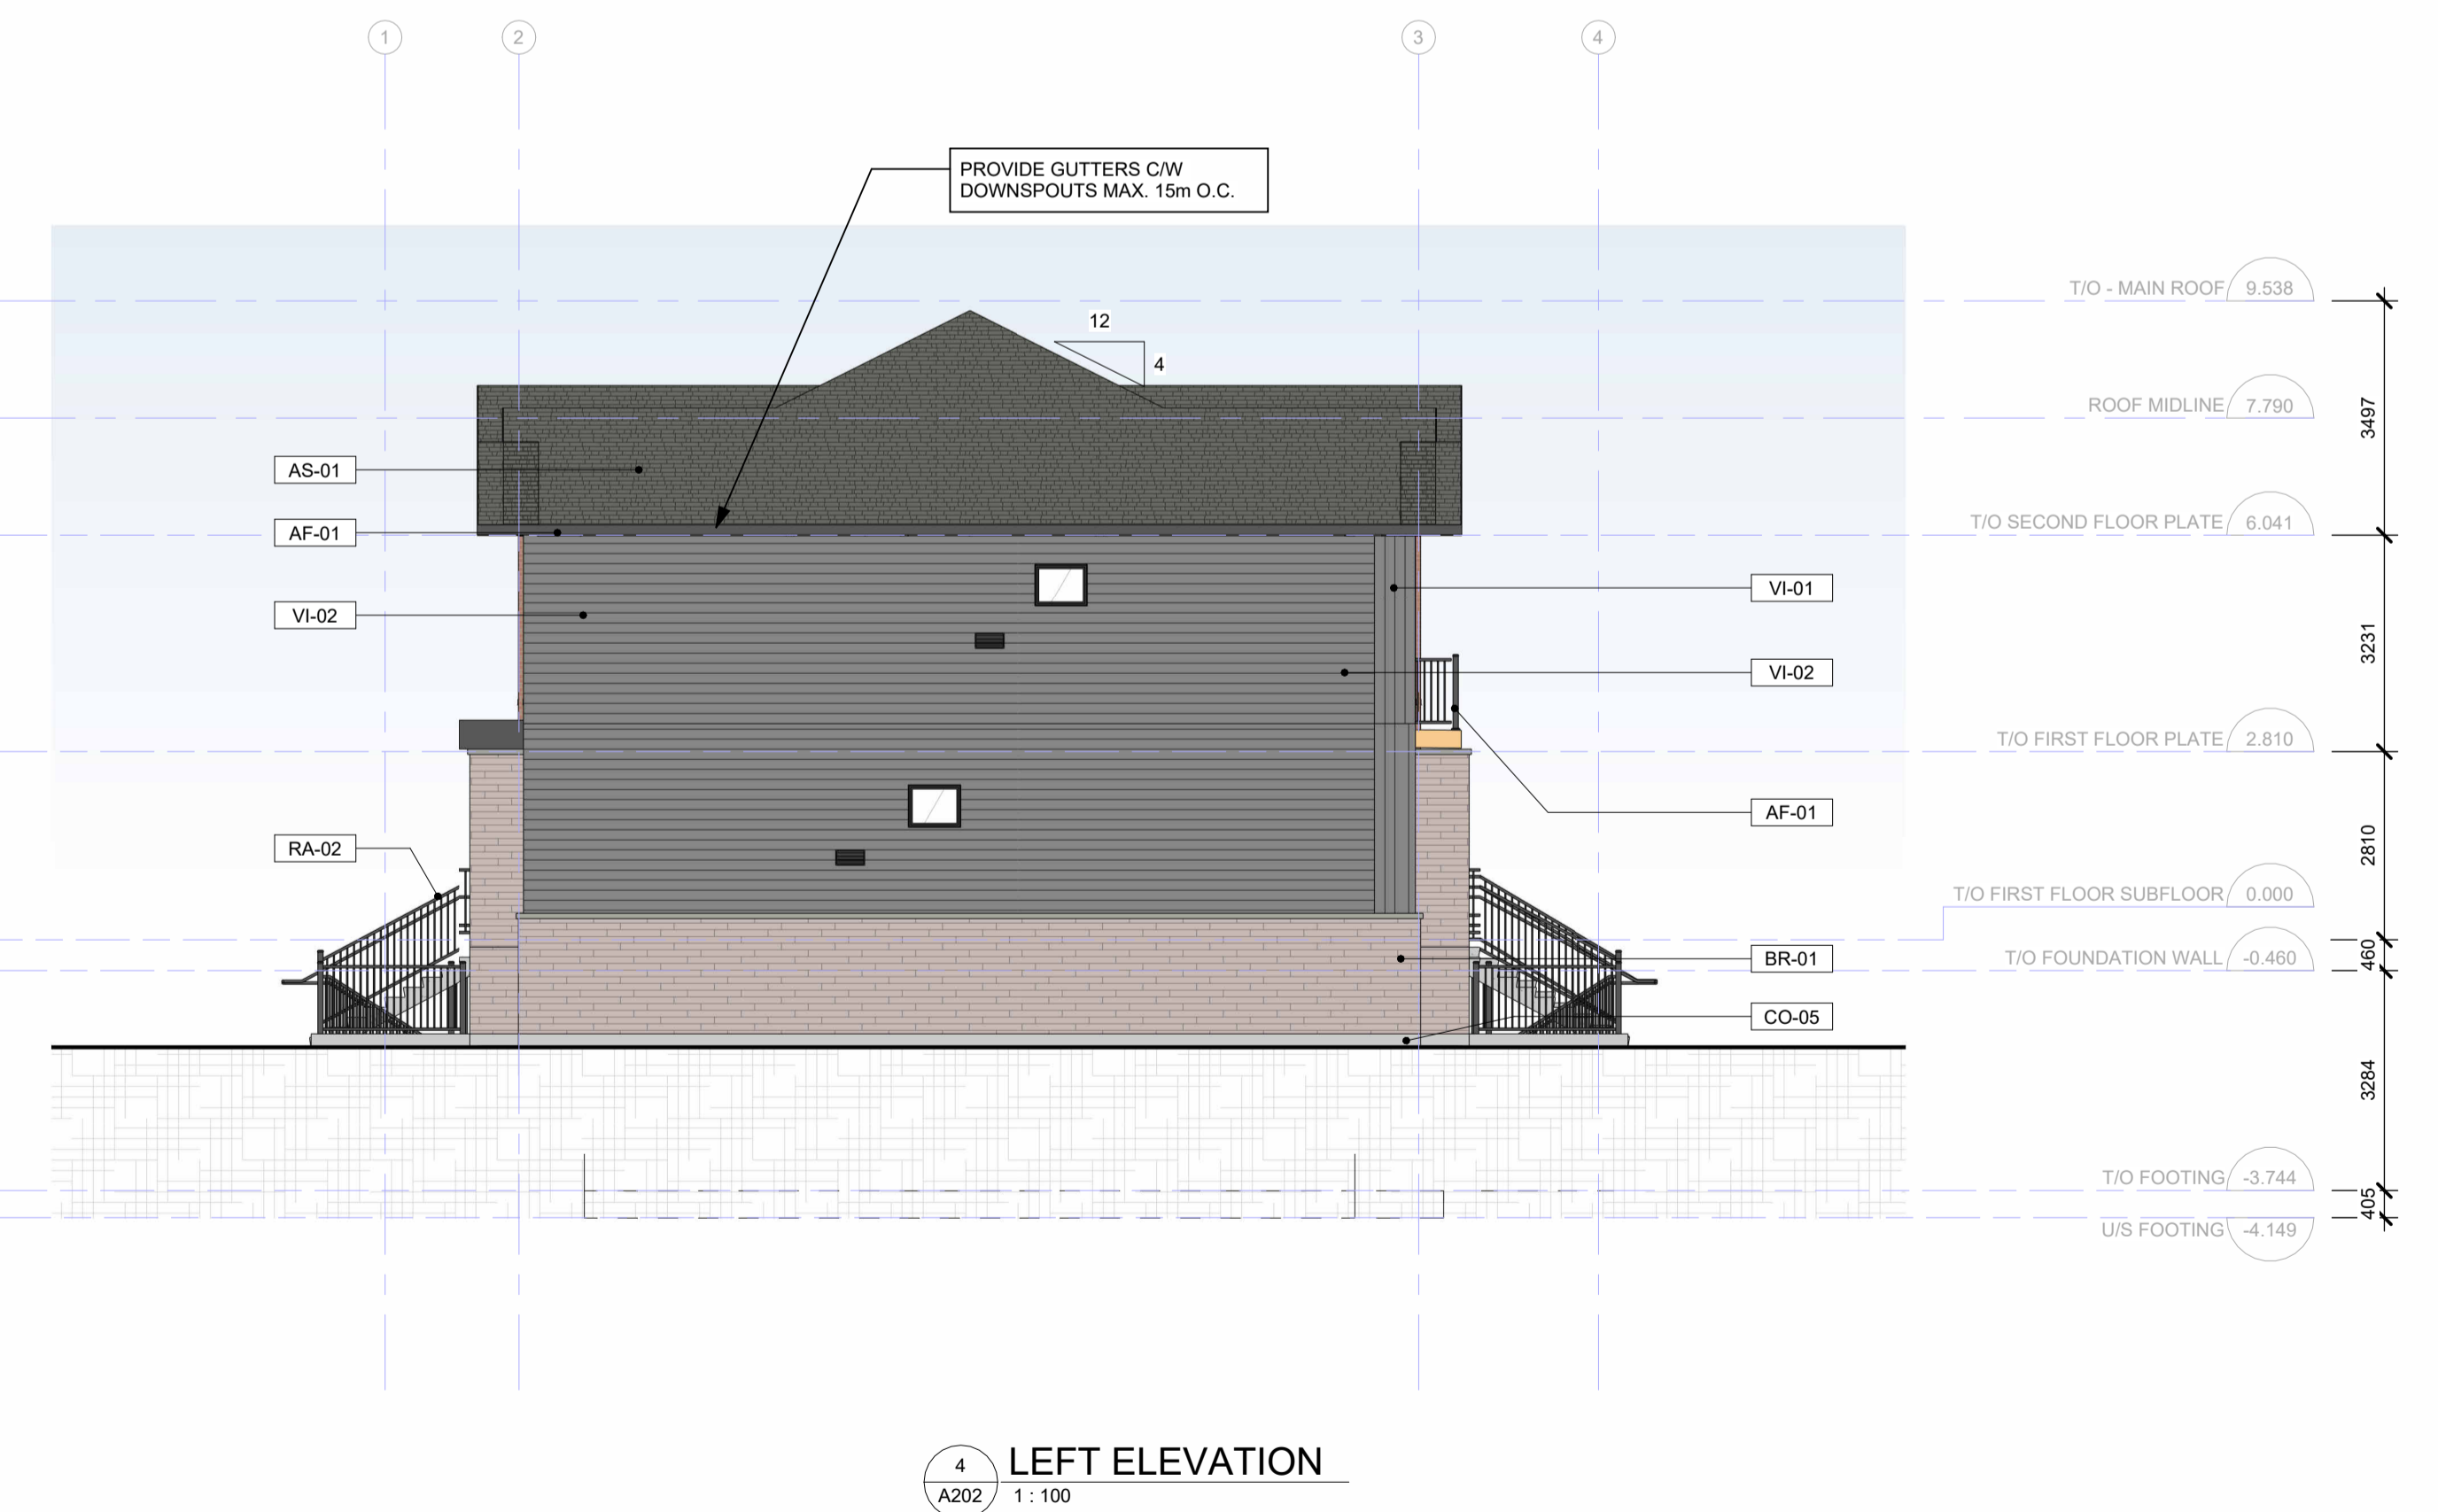 1
2
3
4
PROVIDE GUTTERS C/W
DOWNSPOUTS MAX. 15m O.C.
12
4
AS-01
AF-01
VI-02
RA-02
VI-01
VI-02
AF-01
BR-01
CO-05
T/O - MAIN ROOF 9.538
ROOF MIDLINE 7.790
T/O SECOND FLOOR PLATE 6.041
T/O FIRST FLOOR PLATE 2.810
T/O FIRST FLOOR SUBFLOOR 0.000
T/O FOUNDATION WALL -0.460
T/O FOOTING -3.744
U/S FOOTING -4.149
3497
3231
2810
460
3284
405
4
A202
LEFT ELEVATION
1 : 100